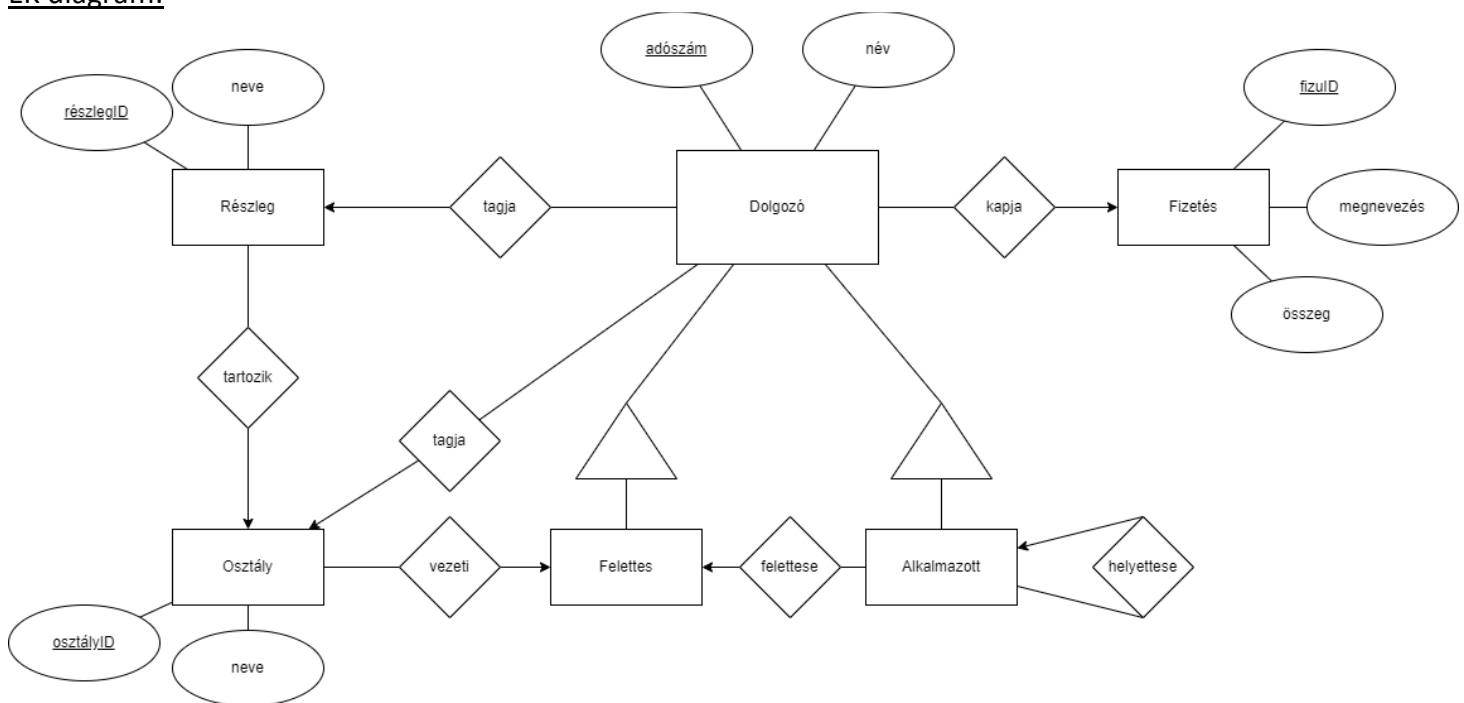 ER diagram:
adószám
név
neve
fizuID
részlegID
Részleg
tagja
Dolgozó
kapja
Fizetés
megnevezés
összeg
tartozik
tagja
Osztály
vezeti
Felettes
felettese
Alkalmazott
helyettese
osztályID
neve